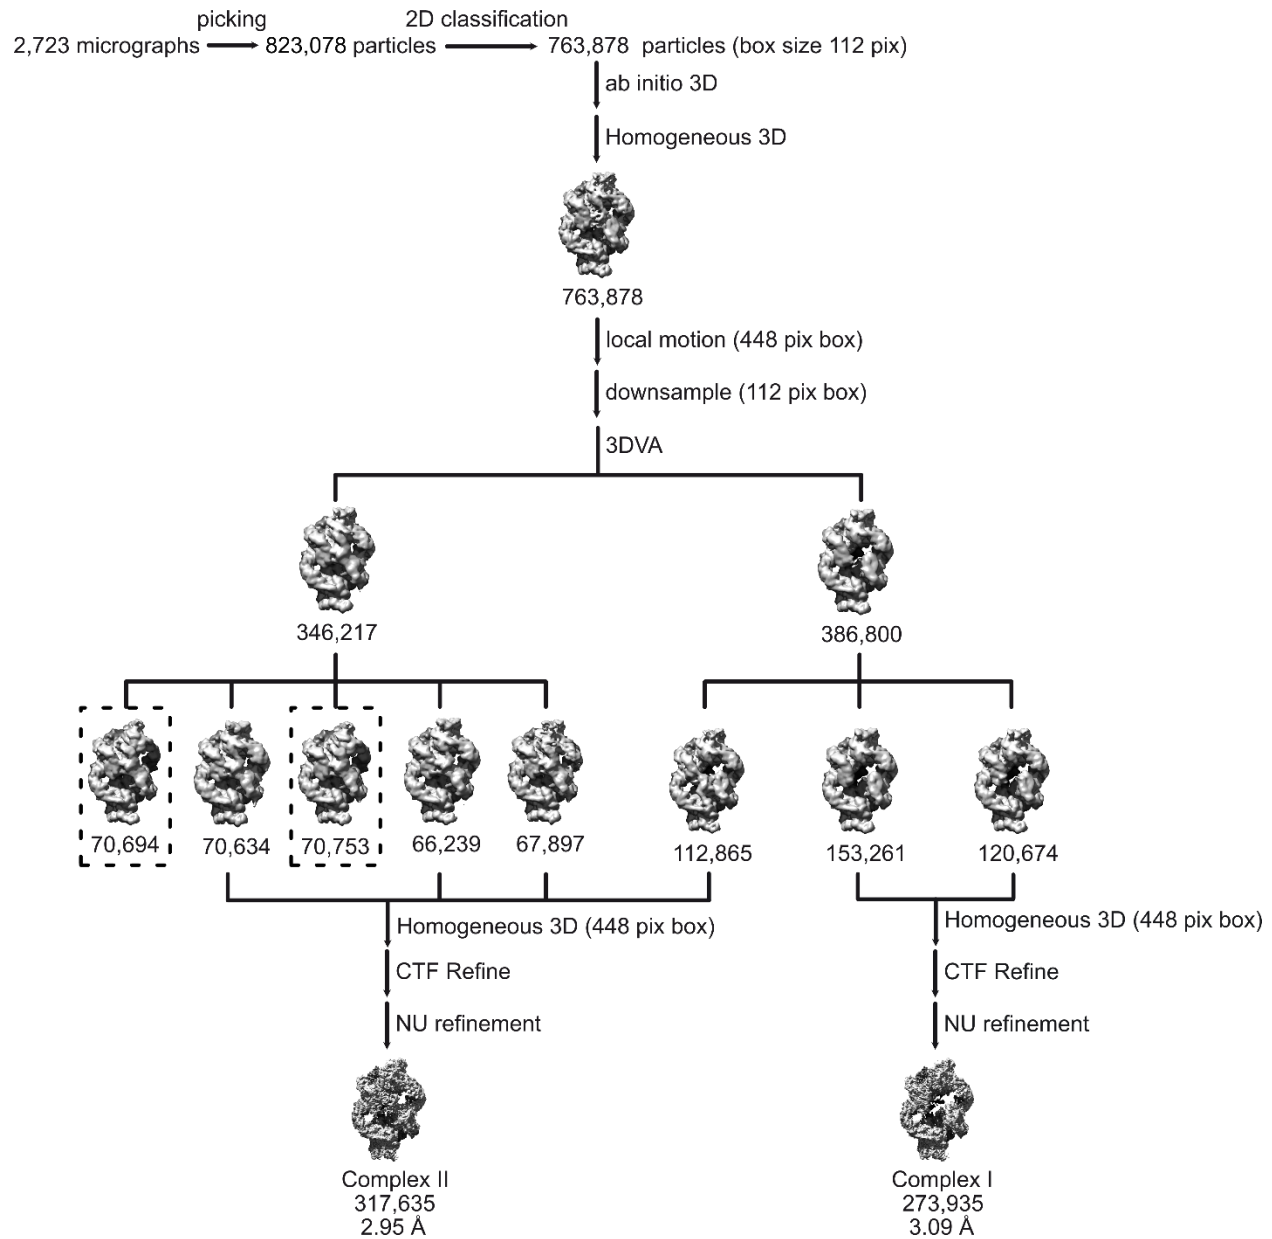 picking
2D classification
2,723 micrographs
823,078 particles
763,878 particles (box size 112 pix)
ab initio 3D
Homogeneous 3D
763,878
local motion (448 pix box)
downsample (112 pix box)
3DVA
346,217
386,800
70,694
70,634
70,753
66,239
67,897
112,865
153,261
120,674
Homogeneous 3D (448 pix box)
CTF Refine
NU refinement
Complex II
317,635
2.95 Å
Homogeneous 3D (448 pix box)
CTF Refine
NU refinement
Complex I
273,935
3.09 Å